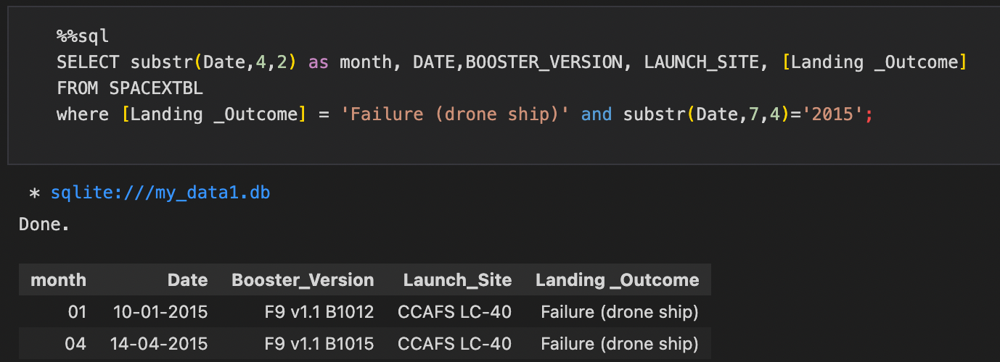 %%sql
SELECT substr(Date,4,2) as month, DATE,BOOSTER_VERSION, LAUNCH_SITE, [Landing _Outcome]
FROM SPACEXTBL
where [Landing _Outcome] = 'Failure (drone ship)' and substr(Date,7,4)='2015';
* sqlite:///my_data1.db
Done.
month Date Booster_Version Launch_Site Landing _Outcome
01 10-01-2015 F9 v1.1 B1012 CCAFS LC-40 Failure (drone ship)
04 14-04-2015 F9 v1.1 B1015 CCAFS LC-40 Failure (drone ship)